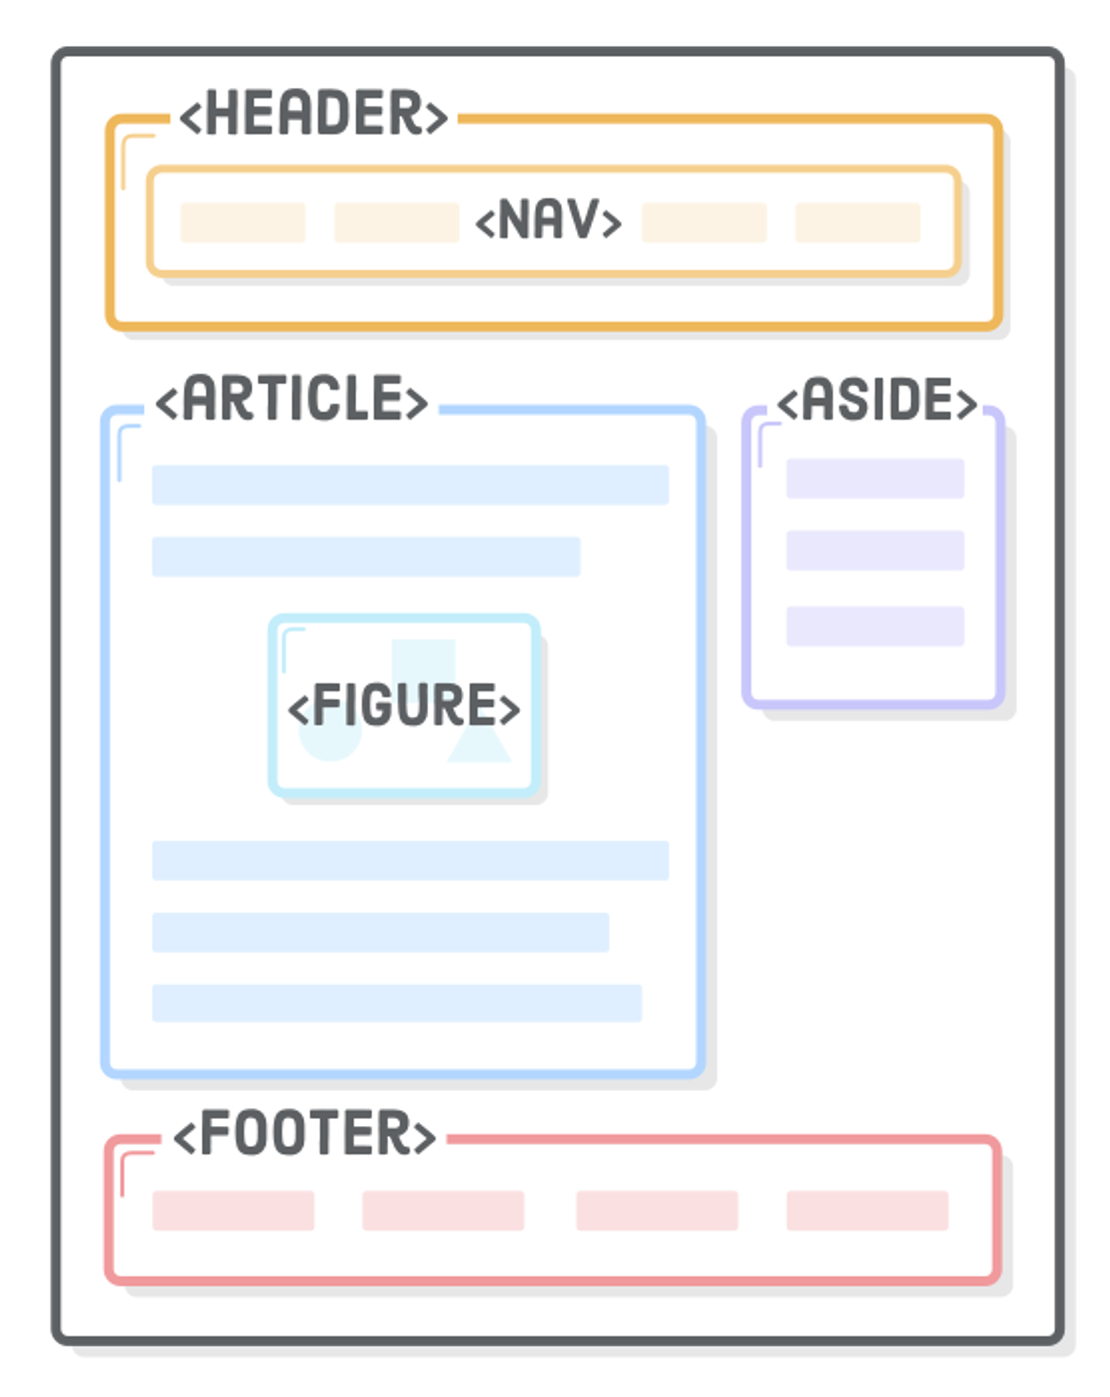 <HEADER>
<NAV>
<ARTICLE>
<ASIDE>
<FIGURE>
<FOOTER>